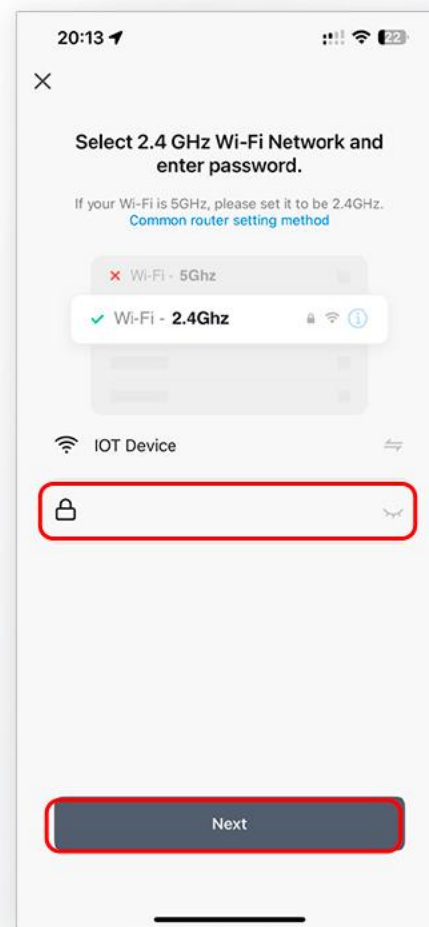 20:13
22
Select 2.4 GHz Wi-Fi Network and
enter password.
If your Wi-Fi is 5GHz, please set it to be 2.4GHz.
Common router setting method
Wi-Fi - 5Ghz
Wi-Fi - 2.4Ghz
IOT Device
Next